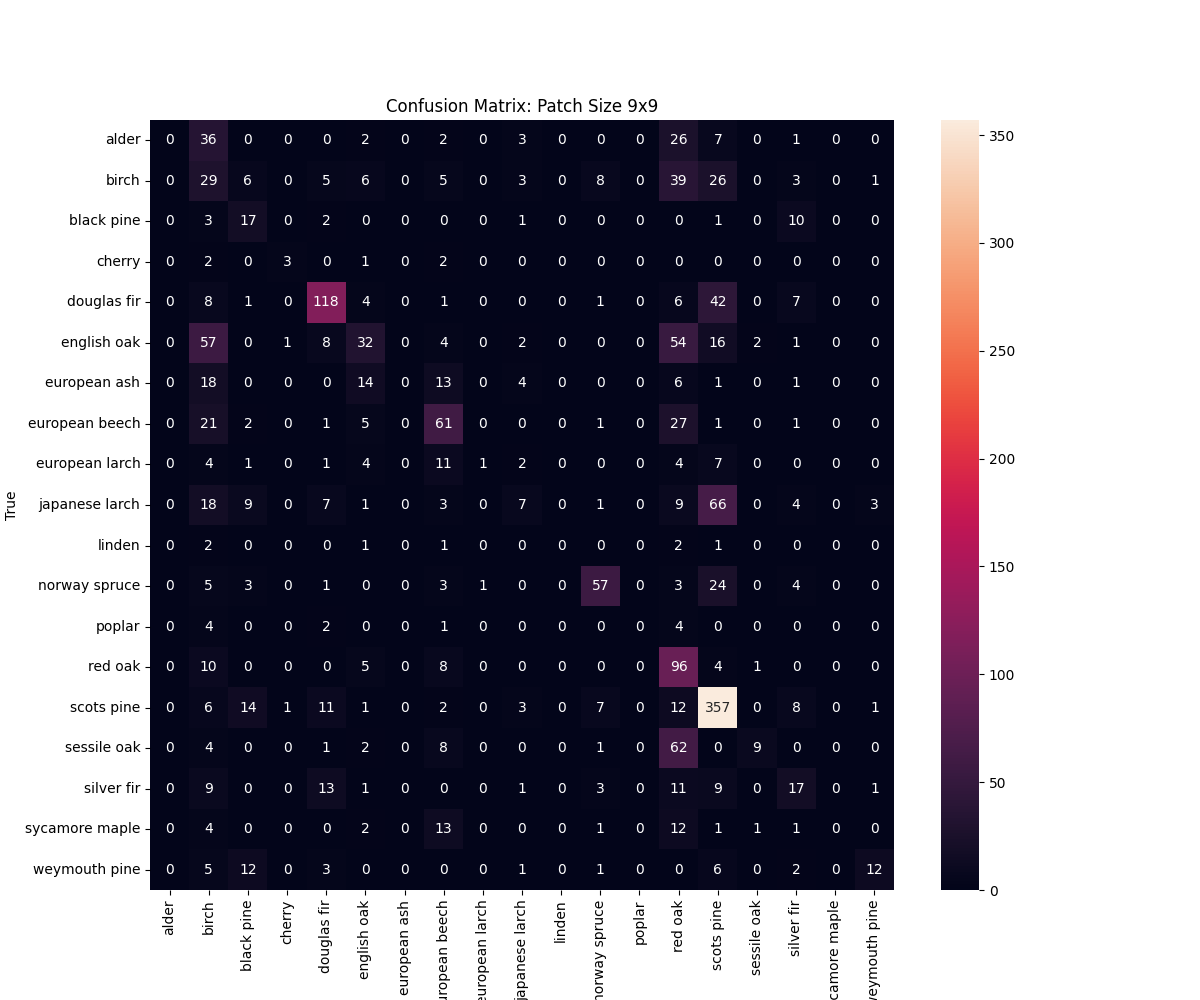 Confusion Matrix: Patch Size 9x9
alder 0 36 0 0 0 2 0 2 0 3 0 0 0 26 7 0 1 0 0
birch 0 29 6 0 5 6 0 5 0 3 0 8 0 39 26 0 3 0 1
black pine 0 3 17 0 2 0 0 0 0 1 0 0 0 0 1 0 10 0 0
cherry 0 2 0 3 0 1 0 2 0 0 0 0 0 0 0 0 0 0 0
douglas fir 0 8 1 0 118 4 0 1 0 0 0 1 0 6 42 0 7 0 0
english oak 0 57 0 1 8 32 0 4 0 2 0 0 0 54 16 2 1 0 0
european ash 0 18 0 0 0 14 0 13 0 4 0 0 0 6 1 0 1 0 0
european beech 0 21 2 0 1 5 0 61 0 0 0 1 0 27 1 0 1 0 0
european larch 0 4 1 0 1 4 0 11 1 2 0 0 0 4 7 0 0 0 0
japanese larch 0 18 9 0 7 1 0 3 0 7 0 1 0 9 66 0 4 0 3
linden 0 2 0 0 0 1 0 1 0 0 0 0 0 2 1 0 0 0 0
norway spruce 0 5 3 0 1 0 0 3 1 0 0 57 0 3 24 0 4 0 0
poplar 0 4 0 0 2 0 0 1 0 0 0 0 0 4 0 0 0 0 0
red oak 0 10 0 0 0 5 0 8 0 0 0 0 0 96 4 1 0 0 0
scots pine 0 6 14 1 11 1 0 2 0 3 0 7 0 12 357 0 8 0 1
sessile oak 0 4 0 0 1 2 0 8 0 0 0 1 0 62 0 9 0 0 0
silver fir 0 9 0 0 13 1 0 0 0 1 0 3 0 11 9 0 17 0 1
sycamore maple 0 4 0 0 0 2 0 13 0 0 0 1 0 12 1 1 1 0 0
weymouth pine 0 5 12 0 3 0 0 0 0 1 0 1 0 0 6 0 2 0 12
True
alder
birch
black pine
cherry
douglas fir
english oak
european ash
uropean beech
european larch
japanese larch
linden
norway spruce
poplar
red oak
scots pine
sessile oak
silver fir
camore maple
weymouth pine
350
300
250
200
150
100
50
0